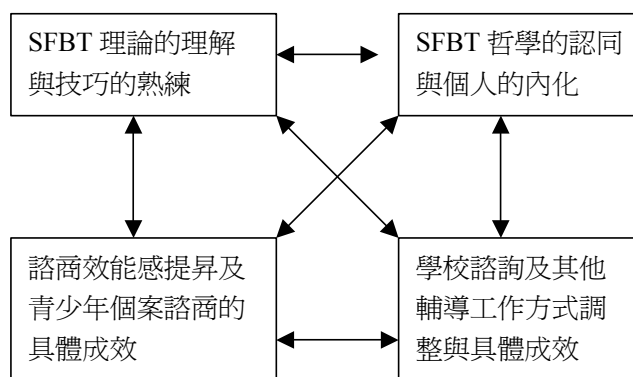 SFBT 理論的理解
與技巧的熟練
SFBT 哲學的認同
與個人的內化
諮商效能感提昇及
青少年個案諮商的
具體成效
學校諮詢及其他
輔導工作方式調
整與具體成效